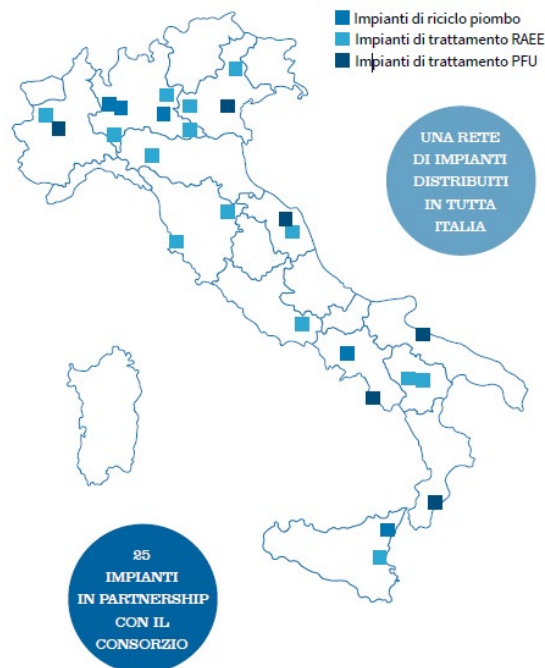 Impianti di riciclo piombo
Impianti di trattamento RAEE
Impianti di trattamento PFU
UNA RETE
DI IMPIANTI
DISTRIBUITI
IN TUTTA
ITALIA
25
IMPIANTI
IN PARTNERSHIP
CON IL
CONSORZIO